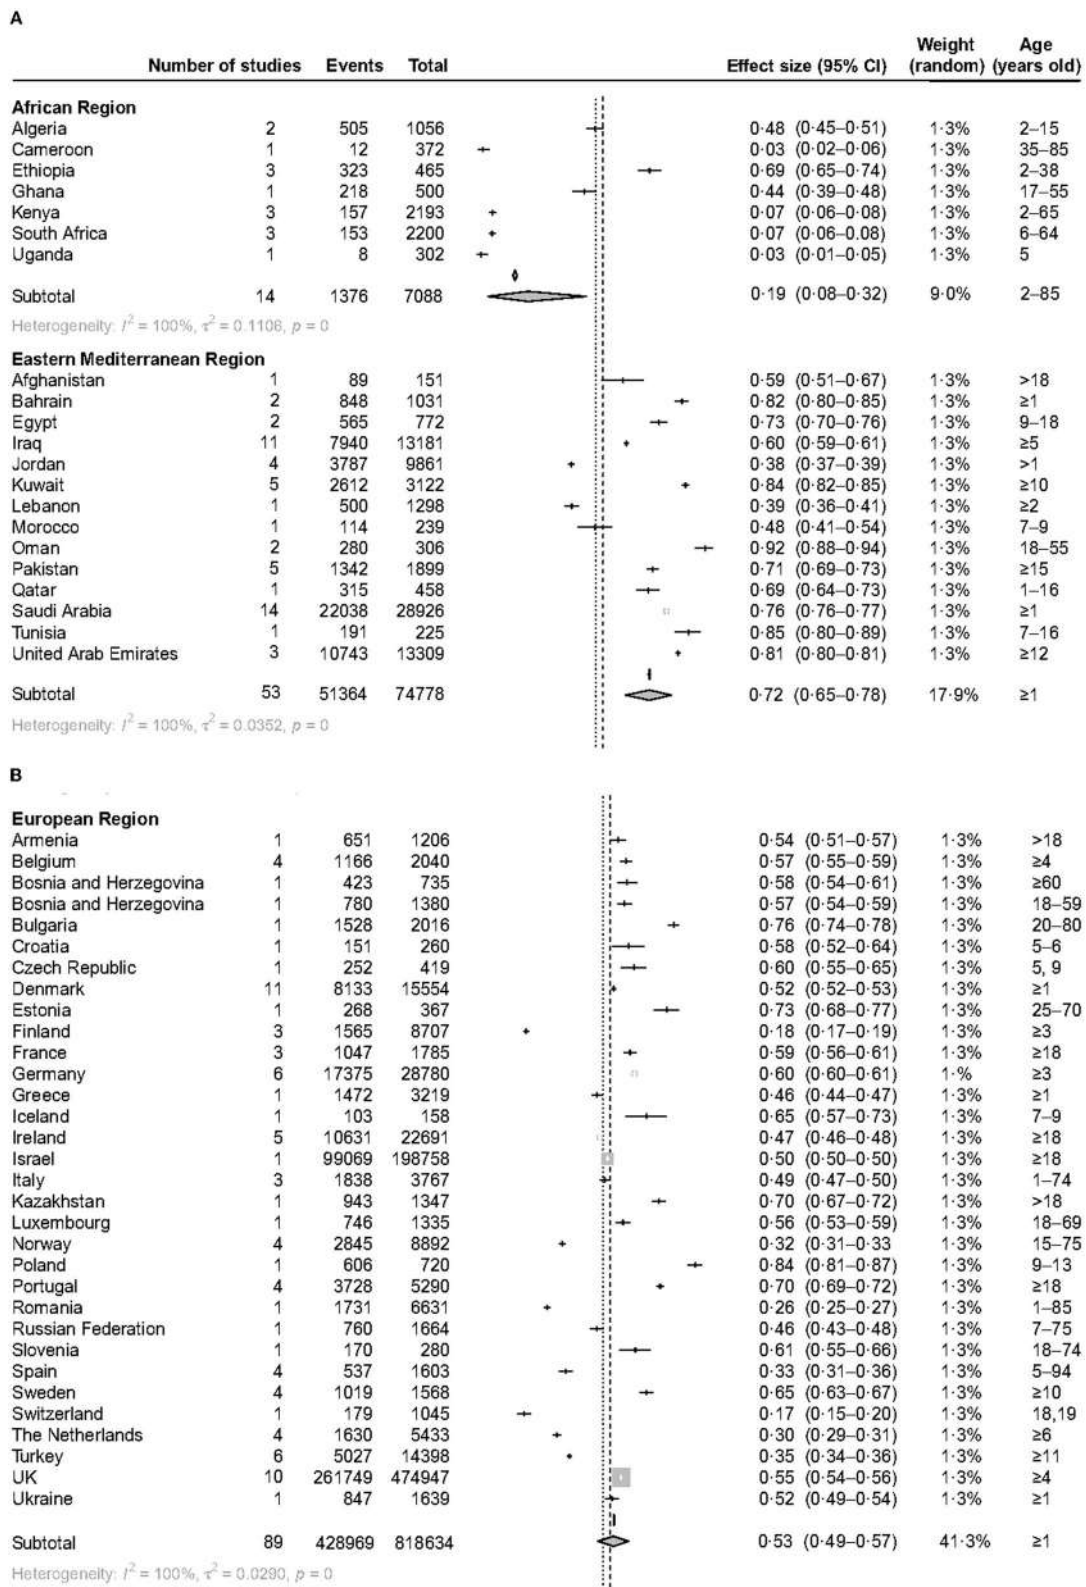 A
Weight Age
Number of studies Events Total Effect size (95% CI) (random) (years old)
African Region
Algeria 2 505 1056 0·48 (0·45–0·51) 1·3% 2–15
Cameroon 1 12 372 0·03 (0·02–0·06) 1·3% 35–85
Ethiopia 3 323 465 0·69 (0·65–0·74) 1·3% 2–38
Ghana 1 218 500 0·44 (0·39–0·48) 1·3% 17–55
Kenya 3 157 2193 0·07 (0·06–0·08) 1·3% 2–65
South Africa 3 153 2200 0·07 (0·06–0.08) 1·3% 6–64
Uganda 1 8 302 0·03 (0·01–0·05) 1·3% 5
Subtotal 14 1376 7088 0·19 (0·08–0·32) 9·0% 2–85
Heterogeneity: I² = 100%, τ² = 0.1106, p = 0
Eastern Mediterranean Region
Afghanistan 1 89 151 0·59 (0·51–0·67) 1·3% >18
Bahrain 2 848 1031 0·82 (0·80–0·85) 1·3% ≥1
Egypt 2 565 772 0·73 (0·70–0·76) 1·3% 9–18
Iraq 11 7940 13181 0·60 (0·59–0·61) 1·3% ≥5
Jordan 4 3787 9861 0·38 (0·37–0·39) 1·3% >1
Kuwait 5 2612 3122 0·84 (0·82–0·85) 1·3% ≥10
Lebanon 1 500 1298 0·39 (0·36–0·41) 1·3% ≥2
Morocco 1 114 239 0·48 (0·41–0·54) 1·3% 7–9
Oman 2 280 306 0·92 (0·88–0·94) 1·3% 18–55
Pakistan 5 1342 1899 0·71 (0·69–0·73) 1·3% ≥15
Qatar 1 315 458 0·69 (0·64–0·73) 1·3% 1–16
Saudi Arabia 14 22038 28926 0·76 (0·76–0·77) 1·3% ≥1
Tunisia 1 191 225 0·85 (0·80–0·89) 1·3% 7–16
United Arab Emirates 3 10743 13309 0·81 (0·80–0·81) 1·3% ≥12
Subtotal 53 51364 74778 0·72 (0·65–0·78) 17·9% ≥1
Heterogeneity: I² = 100%, τ² = 0.0352, p = 0
B
European Region
Armenia 1 651 1206 0·54 (0·51–0·57) 1·3% >18
Belgium 4 1166 2040 0·57 (0·55–0·59) 1·3% ≥4
Bosnia and Herzegovina 1 423 735 0·58 (0·54–0·61) 1·3% ≥60
Bosnia and Herzegovina 1 780 1380 0·57 (0·54–0·59) 1·3% 18–59
Bulgaria 1 1528 2016 0·76 (0·74–0·78) 1·3% 20–80
Croatia 1 151 260 0·58 (0·52–0·64) 1·3% 5–6
Czech Republic 1 252 419 0·60 (0·55–0·65) 1·3% 5, 9
Denmark 11 8133 15554 0·52 (0·52–0·53) 1·3% ≥1
Estonia 1 268 367 0·73 (0·68–0·77) 1·3% 25–70
Finland 3 1565 8707 0·18 (0·17–0·19) 1·3% ≥3
France 3 1047 1785 0·59 (0·56–0·61) 1·3% ≥18
Germany 6 17375 28780 0·60 (0·60–0·61) 1·% ≥3
Greece 1 1472 3219 0·46 (0·44–0·47) 1·3% ≥1
Iceland 1 103 158 0·65 (0·57–0·73) 1·3% 7–9
Ireland 5 10631 22691 0·47 (0·46–0·48) 1·3% ≥18
Israel 1 99069 198758 0·50 (0·50–0·50) 1·3% ≥18
Italy 3 1838 3767 0·49 (0·47–0·50) 1·3% 1–74
Kazakhstan 1 943 1347 0·70 (0·67–0·72) 1·3% >18
Luxembourg 1 746 1335 0·56 (0·53–0·59) 1·3% 18–69
Norway 4 2845 8892 0·32 (0·31–0·33 1·3% 15–75
Poland 1 606 720 0·84 (0·81–0·87) 1·3% 9–13
Portugal 4 3728 5290 0·70 (0·69–0·72) 1·3% ≥18
Romania 1 1731 6631 0·26 (0·25–0·27) 1·3% 1–85
Russian Federation 1 760 1664 0·46 (0·43–0·48) 1·3% 7–75
Slovenia 1 170 280 0·61 (0·55–0·66) 1·3% 18–74
Spain 4 537 1603 0·33 (0·31–0·36) 1·3% 5–94
Sweden 4 1019 1568 0·65 (0·63–0·67) 1·3% ≥10
Switzerland 1 179 1045 0·17 (0·15–0·20) 1·3% 18,19
The Netherlands 4 1630 5433 0·30 (0·29–0·31) 1·3% ≥6
Turkey 6 5027 14398 0·35 (0·34–0·36) 1·3% ≥11
UK 10 261749 474947 0·55 (0·54–0·56) 1·3% ≥4
Ukraine 1 847 1639 0·52 (0·49–0·54) 1·3% ≥1
Subtotal 89 428969 818634 0·53 (0·49–0·57) 41·3% ≥1
Heterogeneity: I² = 100%, τ² = 0.0290, p = 0